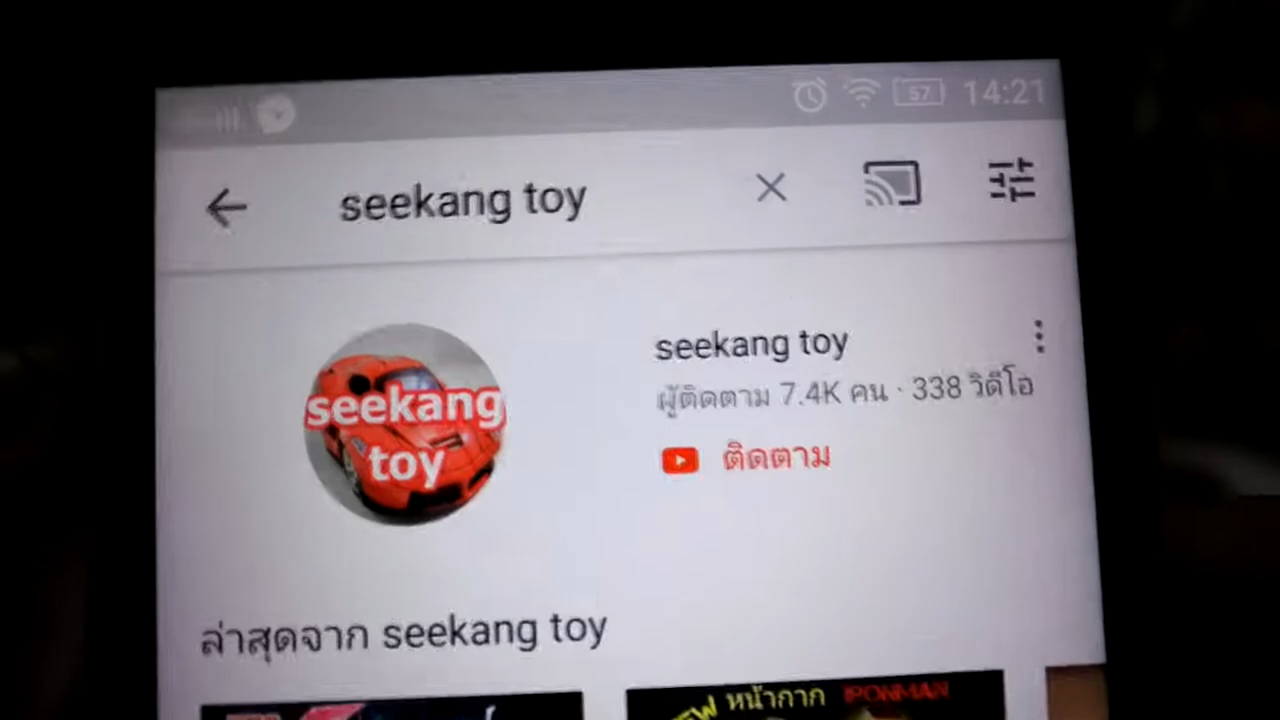 57 14:21
seekang toy
seekang
toy
seekang toy
ผู้ติดตาม 7.4K คน · 338 วิดีโอ
ติดตาม
ล่าสุดจาก seekang toy
หน้ากาก IRONMAN